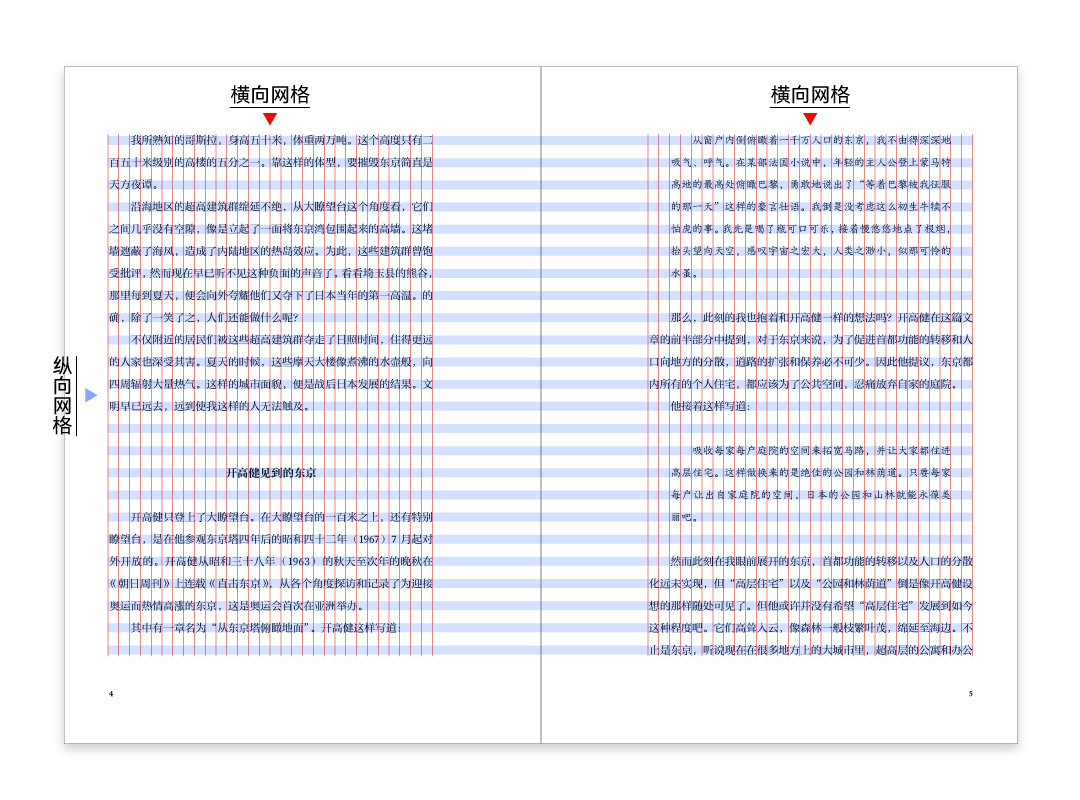 横向网格
横向网格
纵向网格
我所熟知的哥斯拉，身高五十米，体重两万吨。这个高度只有二
百五十米级别的高楼的五分之一。靠这样的体型，要摧毁东京简直是
天方夜谭。
沿海地区的超高建筑群绵延不绝，从大瞭望台这个角度看，它们
之间几乎没有空隙，像是立起了一面将东京湾包围起来的高墙。这堵
墙遮蔽了海风，造成了内陆地区的热岛效应。为此，这些建筑群曾饱
受批评，然而现在早已听不见这种负面的声音了，看看埼玉县的熊谷，
那里每到夏天，便会向外夸耀他们又夺下了日本当年的第一高温。的
确，除了一笑了之，人们还能做什么呢？
不仅附近的居民们被这些超高建筑群夺走了日照时间，住得更远
的人家也深受其害。夏天的时候，这些摩天大楼像煮沸的水壶般，向
四周辐射大量热气。这样的城市面貌，便是战后日本发展的结果。文
明早已远去，远到使我这样的人无法触及。
开高健见到的东京
开高健只登上了大瞭望台。在大瞭望台的一百米之上，还有特别
瞭望台，是在他参观东京塔四年后的昭和四十二年（1967）7 月起对
外开放的。开高健从昭和三十八年（1963）的秋天至次年的晚秋在
《朝日周刊》上连载《直击东京》，从各个角度探访和记录了为迎接
奥运而热情高涨的东京，这是奥运会首次在亚洲举办。
其中有一章名为“从东京塔俯瞰地面”。开高健这样写道：
4
从窗户内侧俯瞰着一千万人口的东京，我不由得深深地
吸气、呼气。在某部法国小说中，年轻的主人公登上蒙马特
高地的最高处俯瞰巴黎，勇敢地说出了“等着巴黎被我征服
的那一天”这样的豪言壮语。我倒是没考虑这么初生牛犊不
怕虎的事。我先是喝了瓶可口可乐，接着慢悠悠地点了根烟，
抬头望向天空，感叹宇宙之宏大，人类之渺小，似那可怜的
水蚤。
那么，此刻的我也抱着和开高健一样的想法吗？开高健在这篇文
章的前半部分中提到，对于东京来说，为了促进首都功能的转移和人
口向地方的分散，道路的扩张和保养必不可少。因此他提议，东京都
内所有的个人住宅，都应该为了公共空间，忍痛放弃自家的庭院。
他接着这样写道：
吸收每家每户庭院的空间来拓宽马路，并让大家都住进
高层住宅。这样做换来的是绝佳的公园和林荫道。只要每家
每户让出自家庭院的空间，日本的公园和山林就能永葆美
丽吧。
然而此刻在我眼前展开的东京，首都功能的转移以及人口的分散
化远未实现，但“高层住宅”以及“公园和林荫道”倒是像开高健设
想的那样随处可见了。但他或许并没有希望“高层住宅”发展到如今
这种程度吧。它们高耸入云，像森林一般枝繁叶茂，绵延至海边。不
止是东京，听说现在在很多地方上的大城市里，超高层的公寓和办公
5